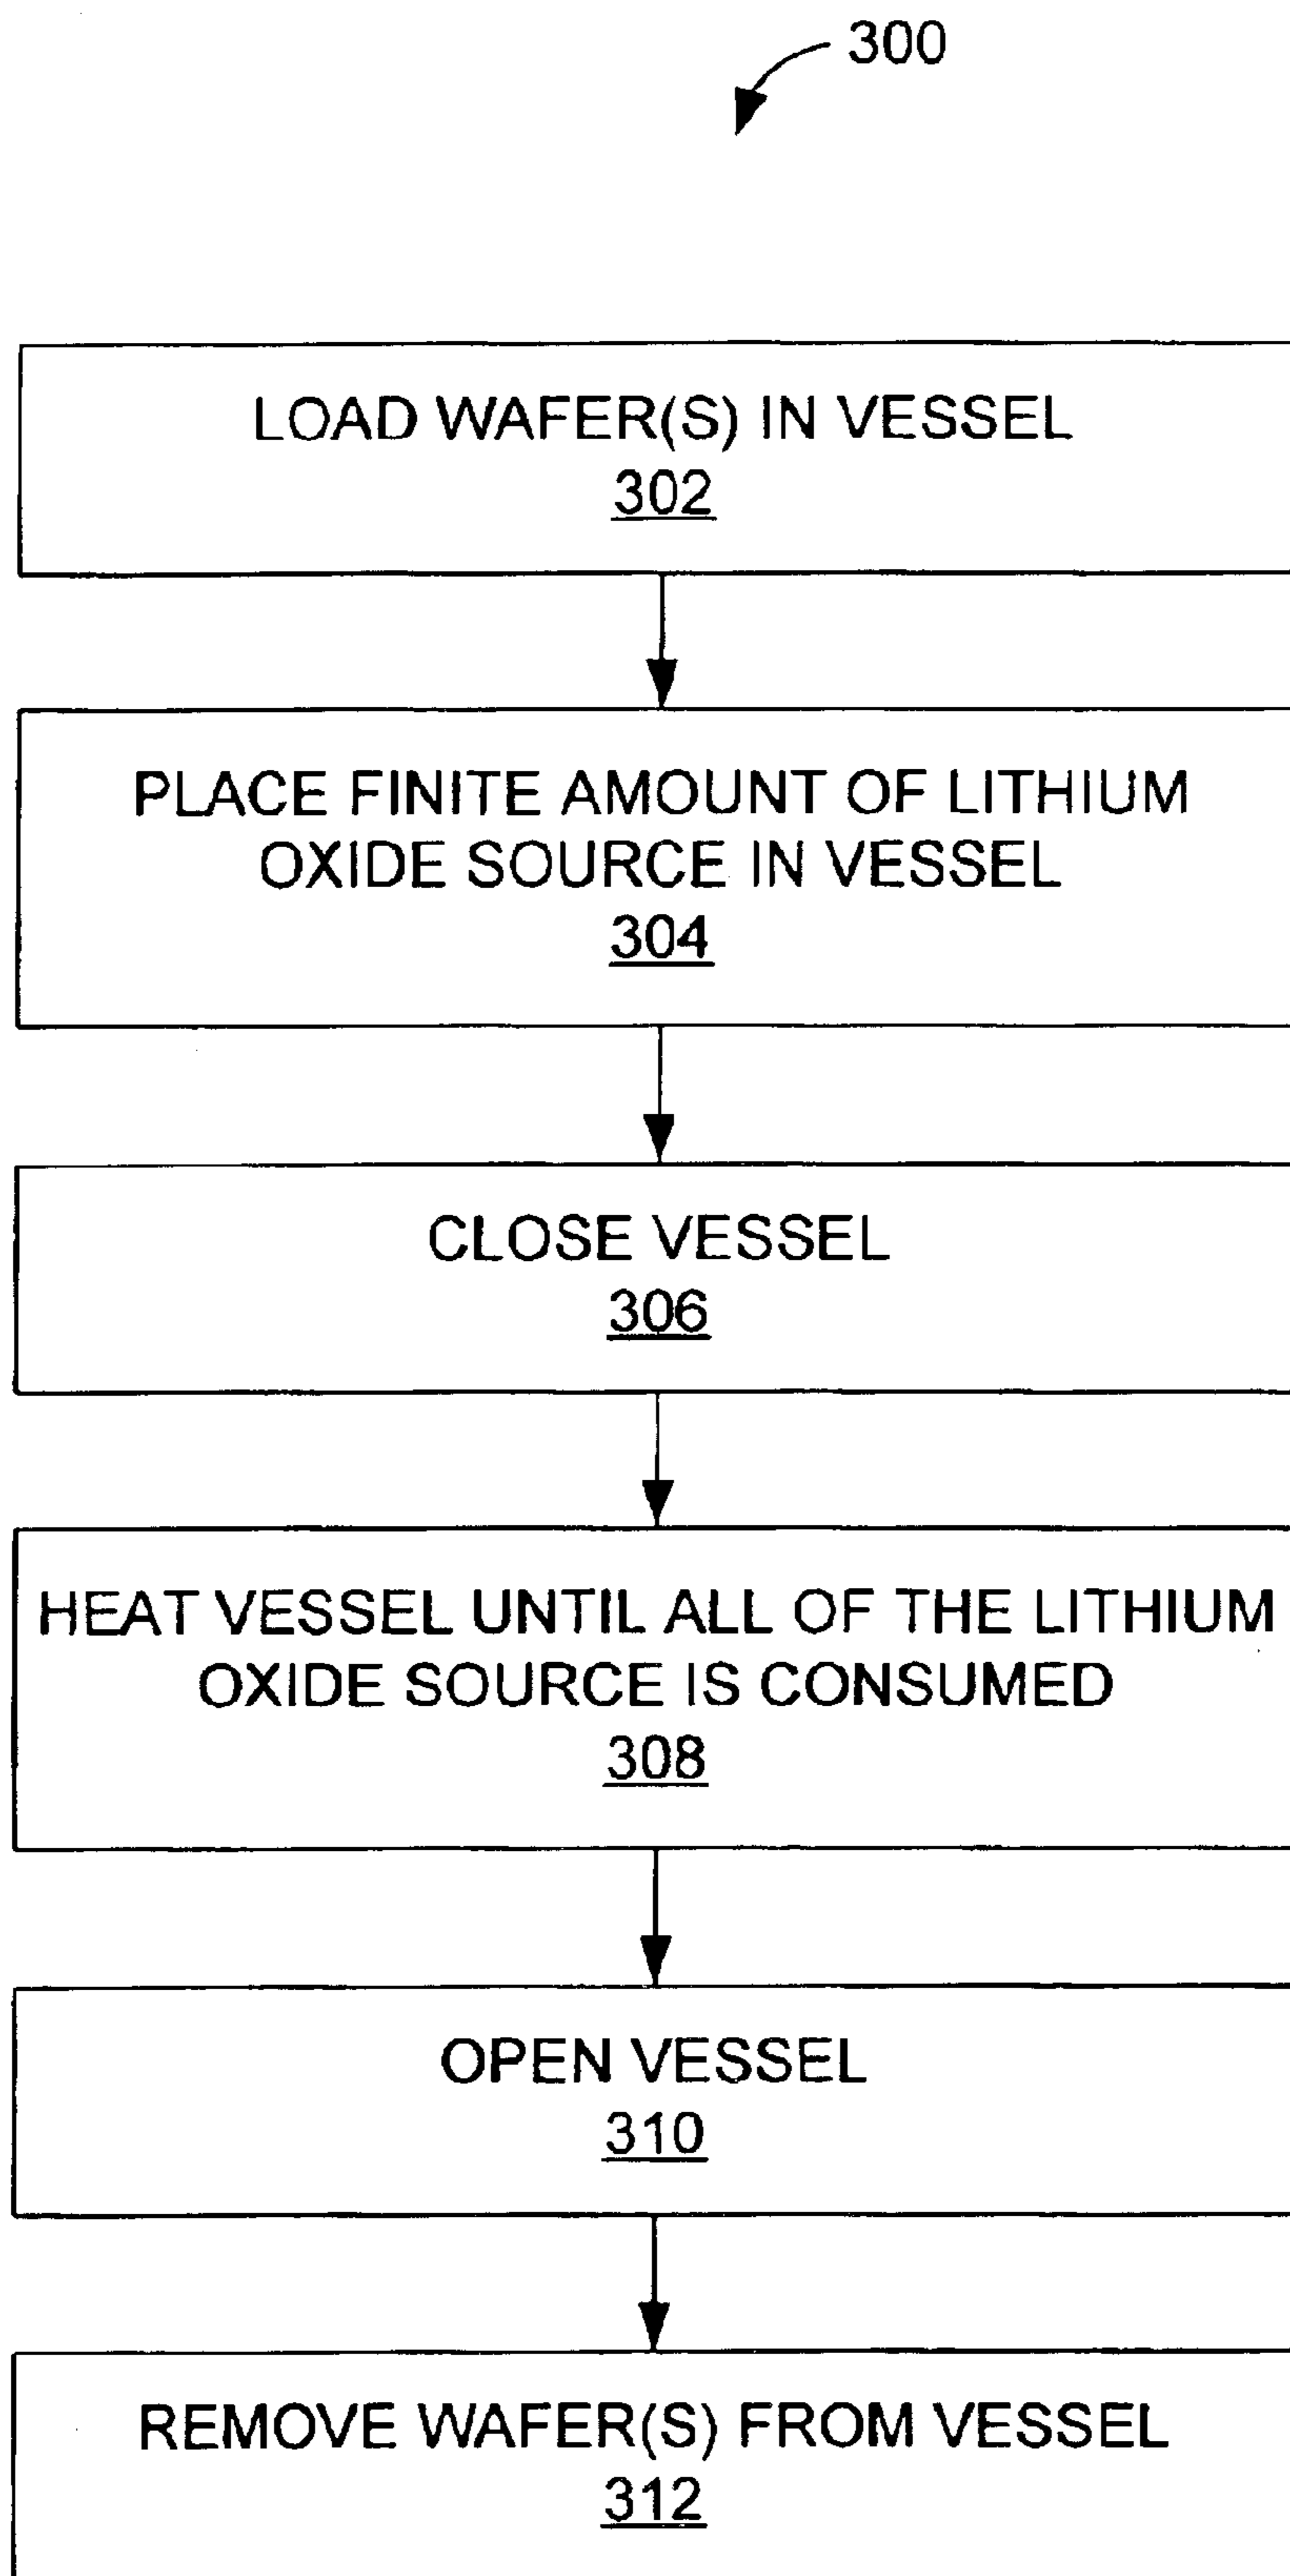 300
LOAD WAFER(S) IN VESSEL
302
PLACE FINITE AMOUNT OF LITHIUM
OXIDE SOURCE IN VESSEL
304
CLOSE VESSEL
306
HEAT VESSEL UNTIL ALL OF THE LITHIUM
OXIDE SOURCE IS CONSUMED
308
OPEN VESSEL
310
REMOVE WAFER(S) FROM VESSEL
312